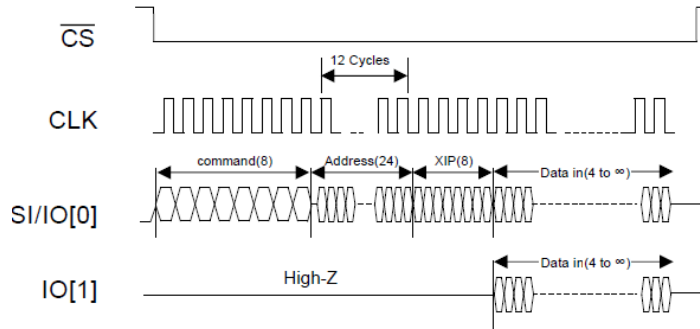 CS
12 Cycles
CLK
command(8) Address(24) XIP(8) Data in(4 to ∞)
SI/IO[0]
Data in(4 to ∞)
High-Z
IO[1]